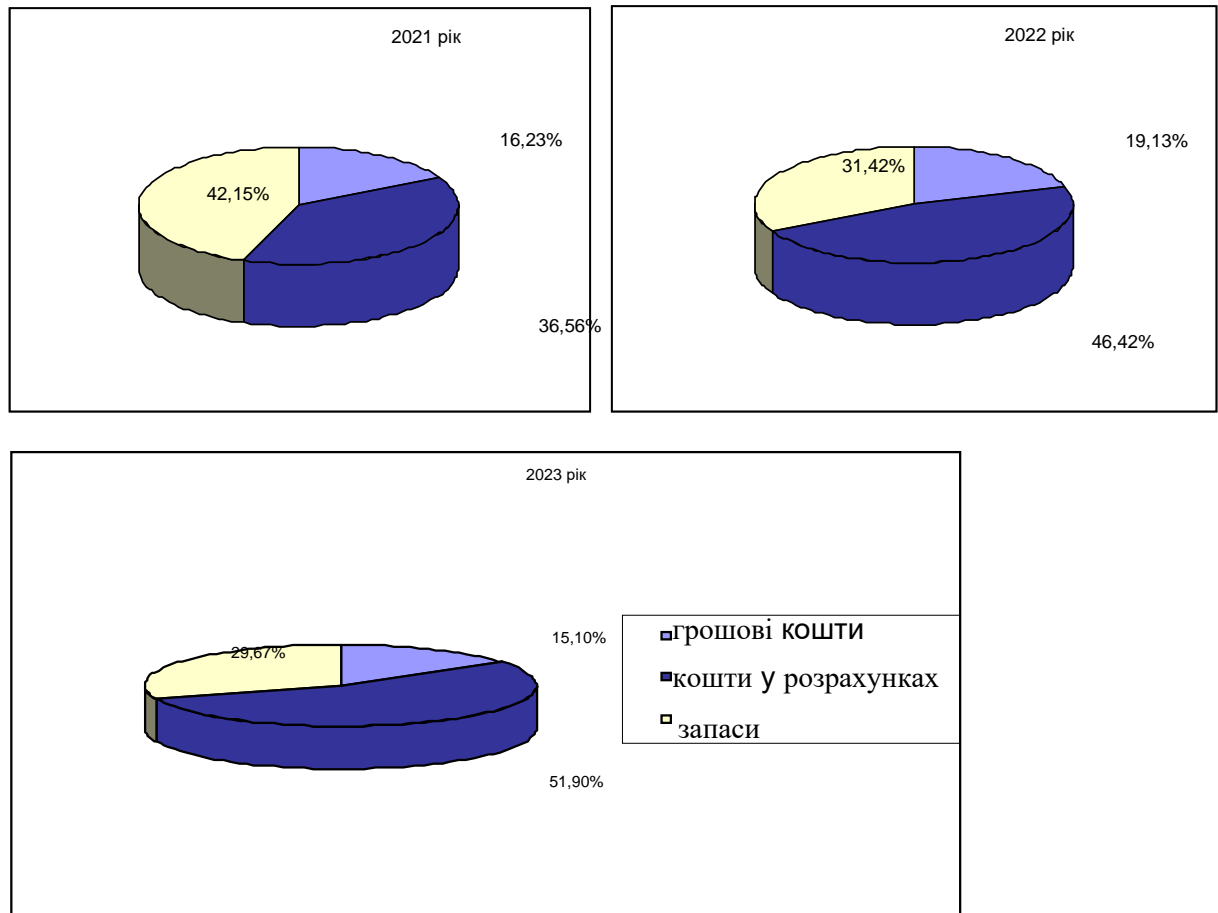 2021 рік
16,23%
42,15%
36,56%
2022 рік
19,13%
31,42%
46,42%
2023 рік
15,10%
29,67%
51,90%
грошові кошти
кошти у розрахунках
запаси